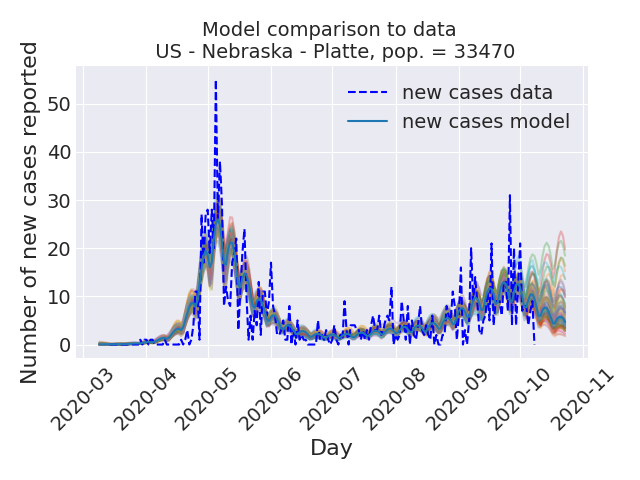 Model comparison to data
US - Nebraska - Platte, pop. = 33470
Number of new cases reported
50
40
30
20
10
0
new cases data
new cases model
2020-03
2020-04
2020-05
2020-06
2020-07
2020-08
2020-09
2020-10
2020-11
Day